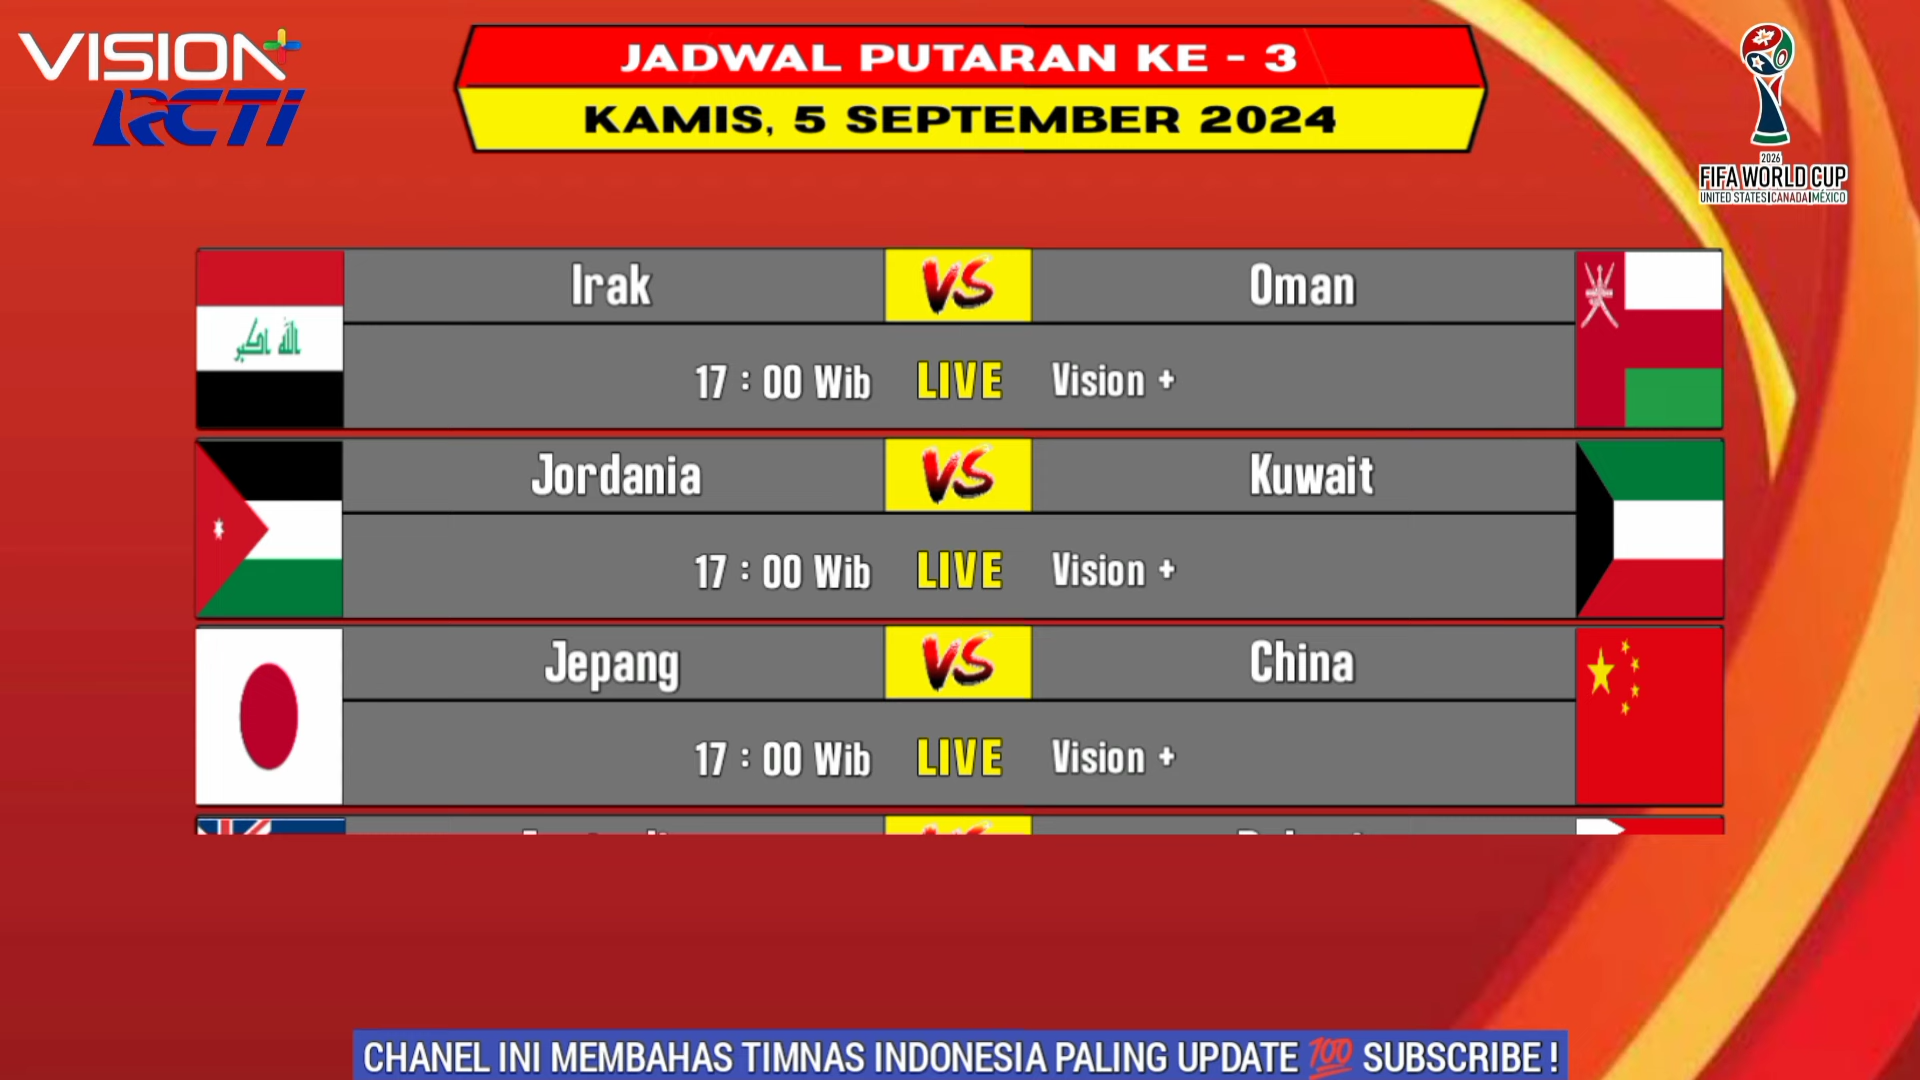 VISION+
RCTI
JADWAL PUTARAN KE - 3
KAMIS, 5 SEPTEMBER 2024
2026
FIFA WORLD CUP
UNITED STATES|CANADA|MÉXICO
Irak VS Oman
الله اكبر
17 : 00 Wib LIVE Vision +
Jordania VS Kuwait
17 : 00 Wib LIVE Vision +
Jepang VS China
17 : 00 Wib LIVE Vision +
CHANEL INI MEMBAHAS TIMNAS INDONESIA PALING UPDATE 💯 SUBSCRIBE !